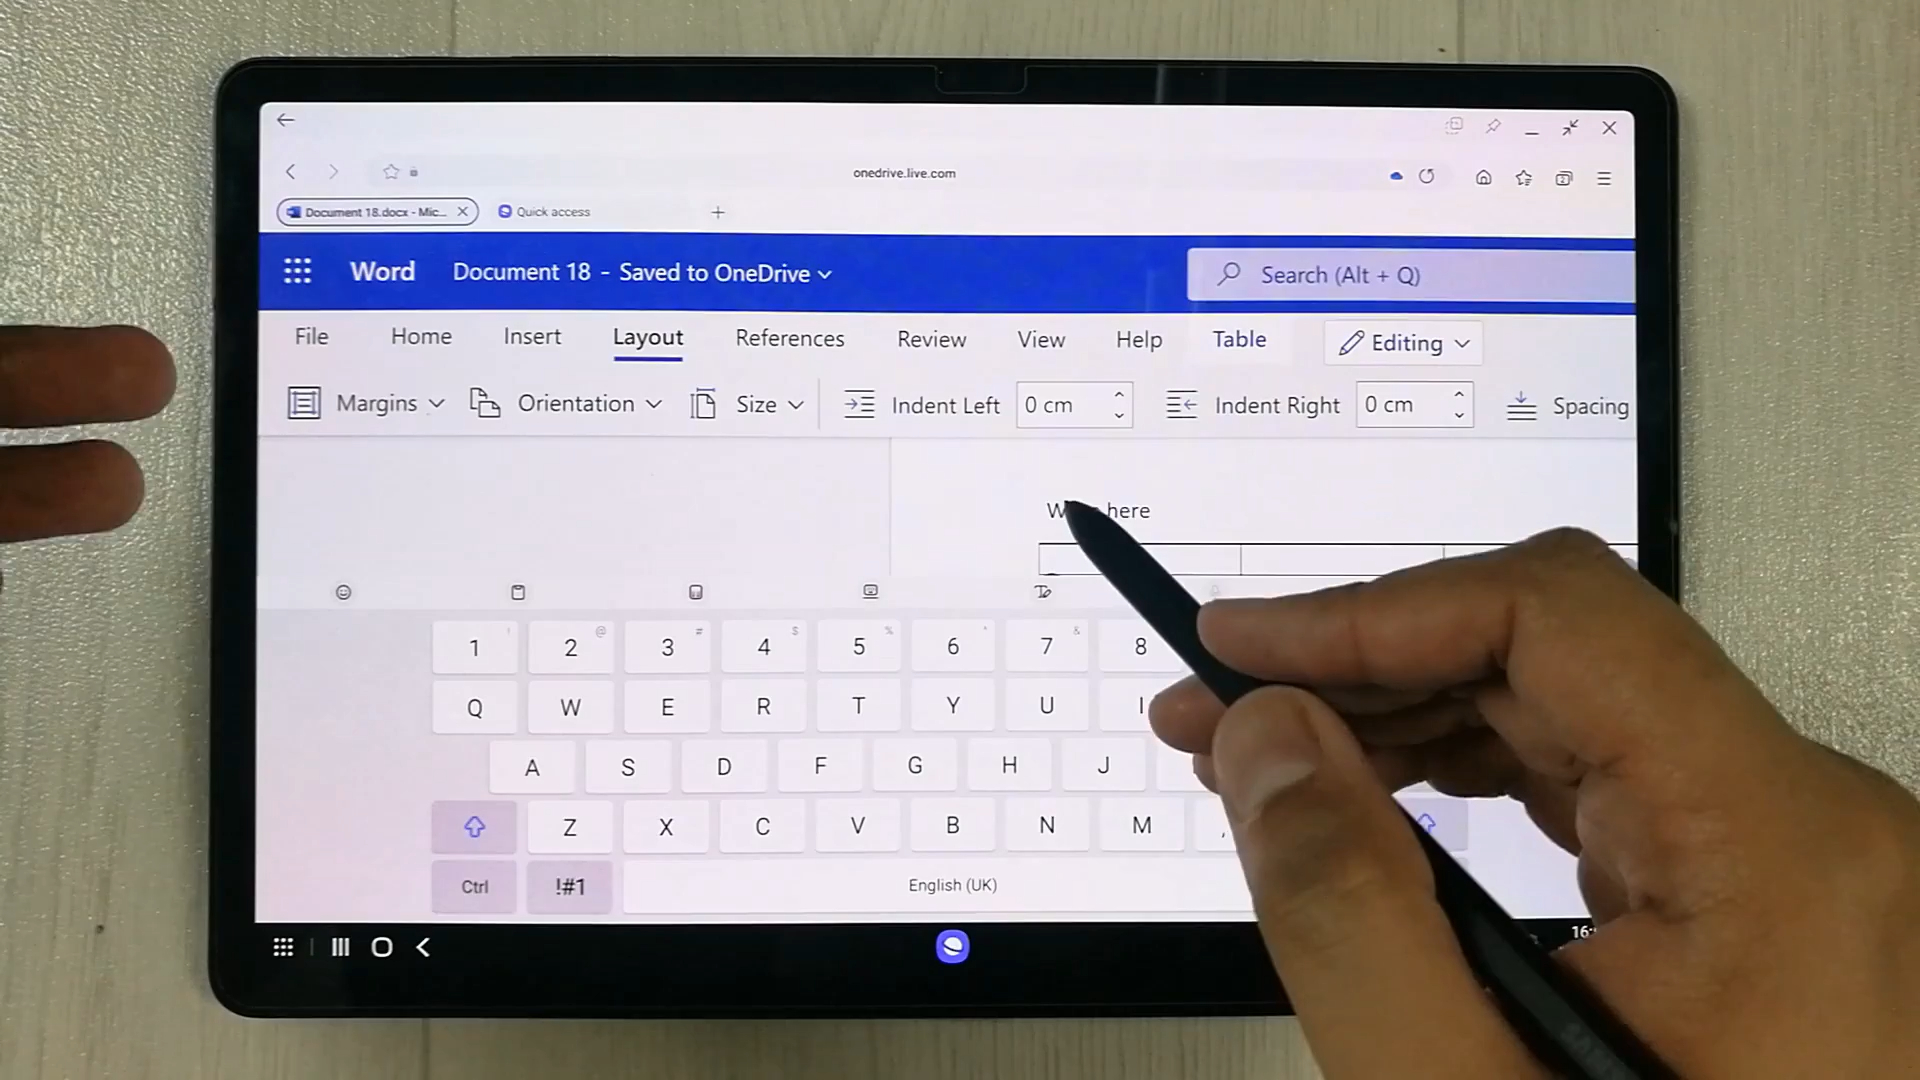 onedrive.live.com
Document 18.docx - Mic... Quick access
Word Document 18 - Saved to OneDrive Search (Alt + Q)
File Home Insert Layout References Review View Help Table Editing
Margins Orientation Size Indent Left 0 cm Indent Right 0 cm Spacing
here
1 ! 2 @ 3 # 4 $ 5 % 6 ^ 7 & 8
Q W E R T Y U I
A S D F G H J
Z X C V B N M ,
Ctrl !#1 English (UK)
16: